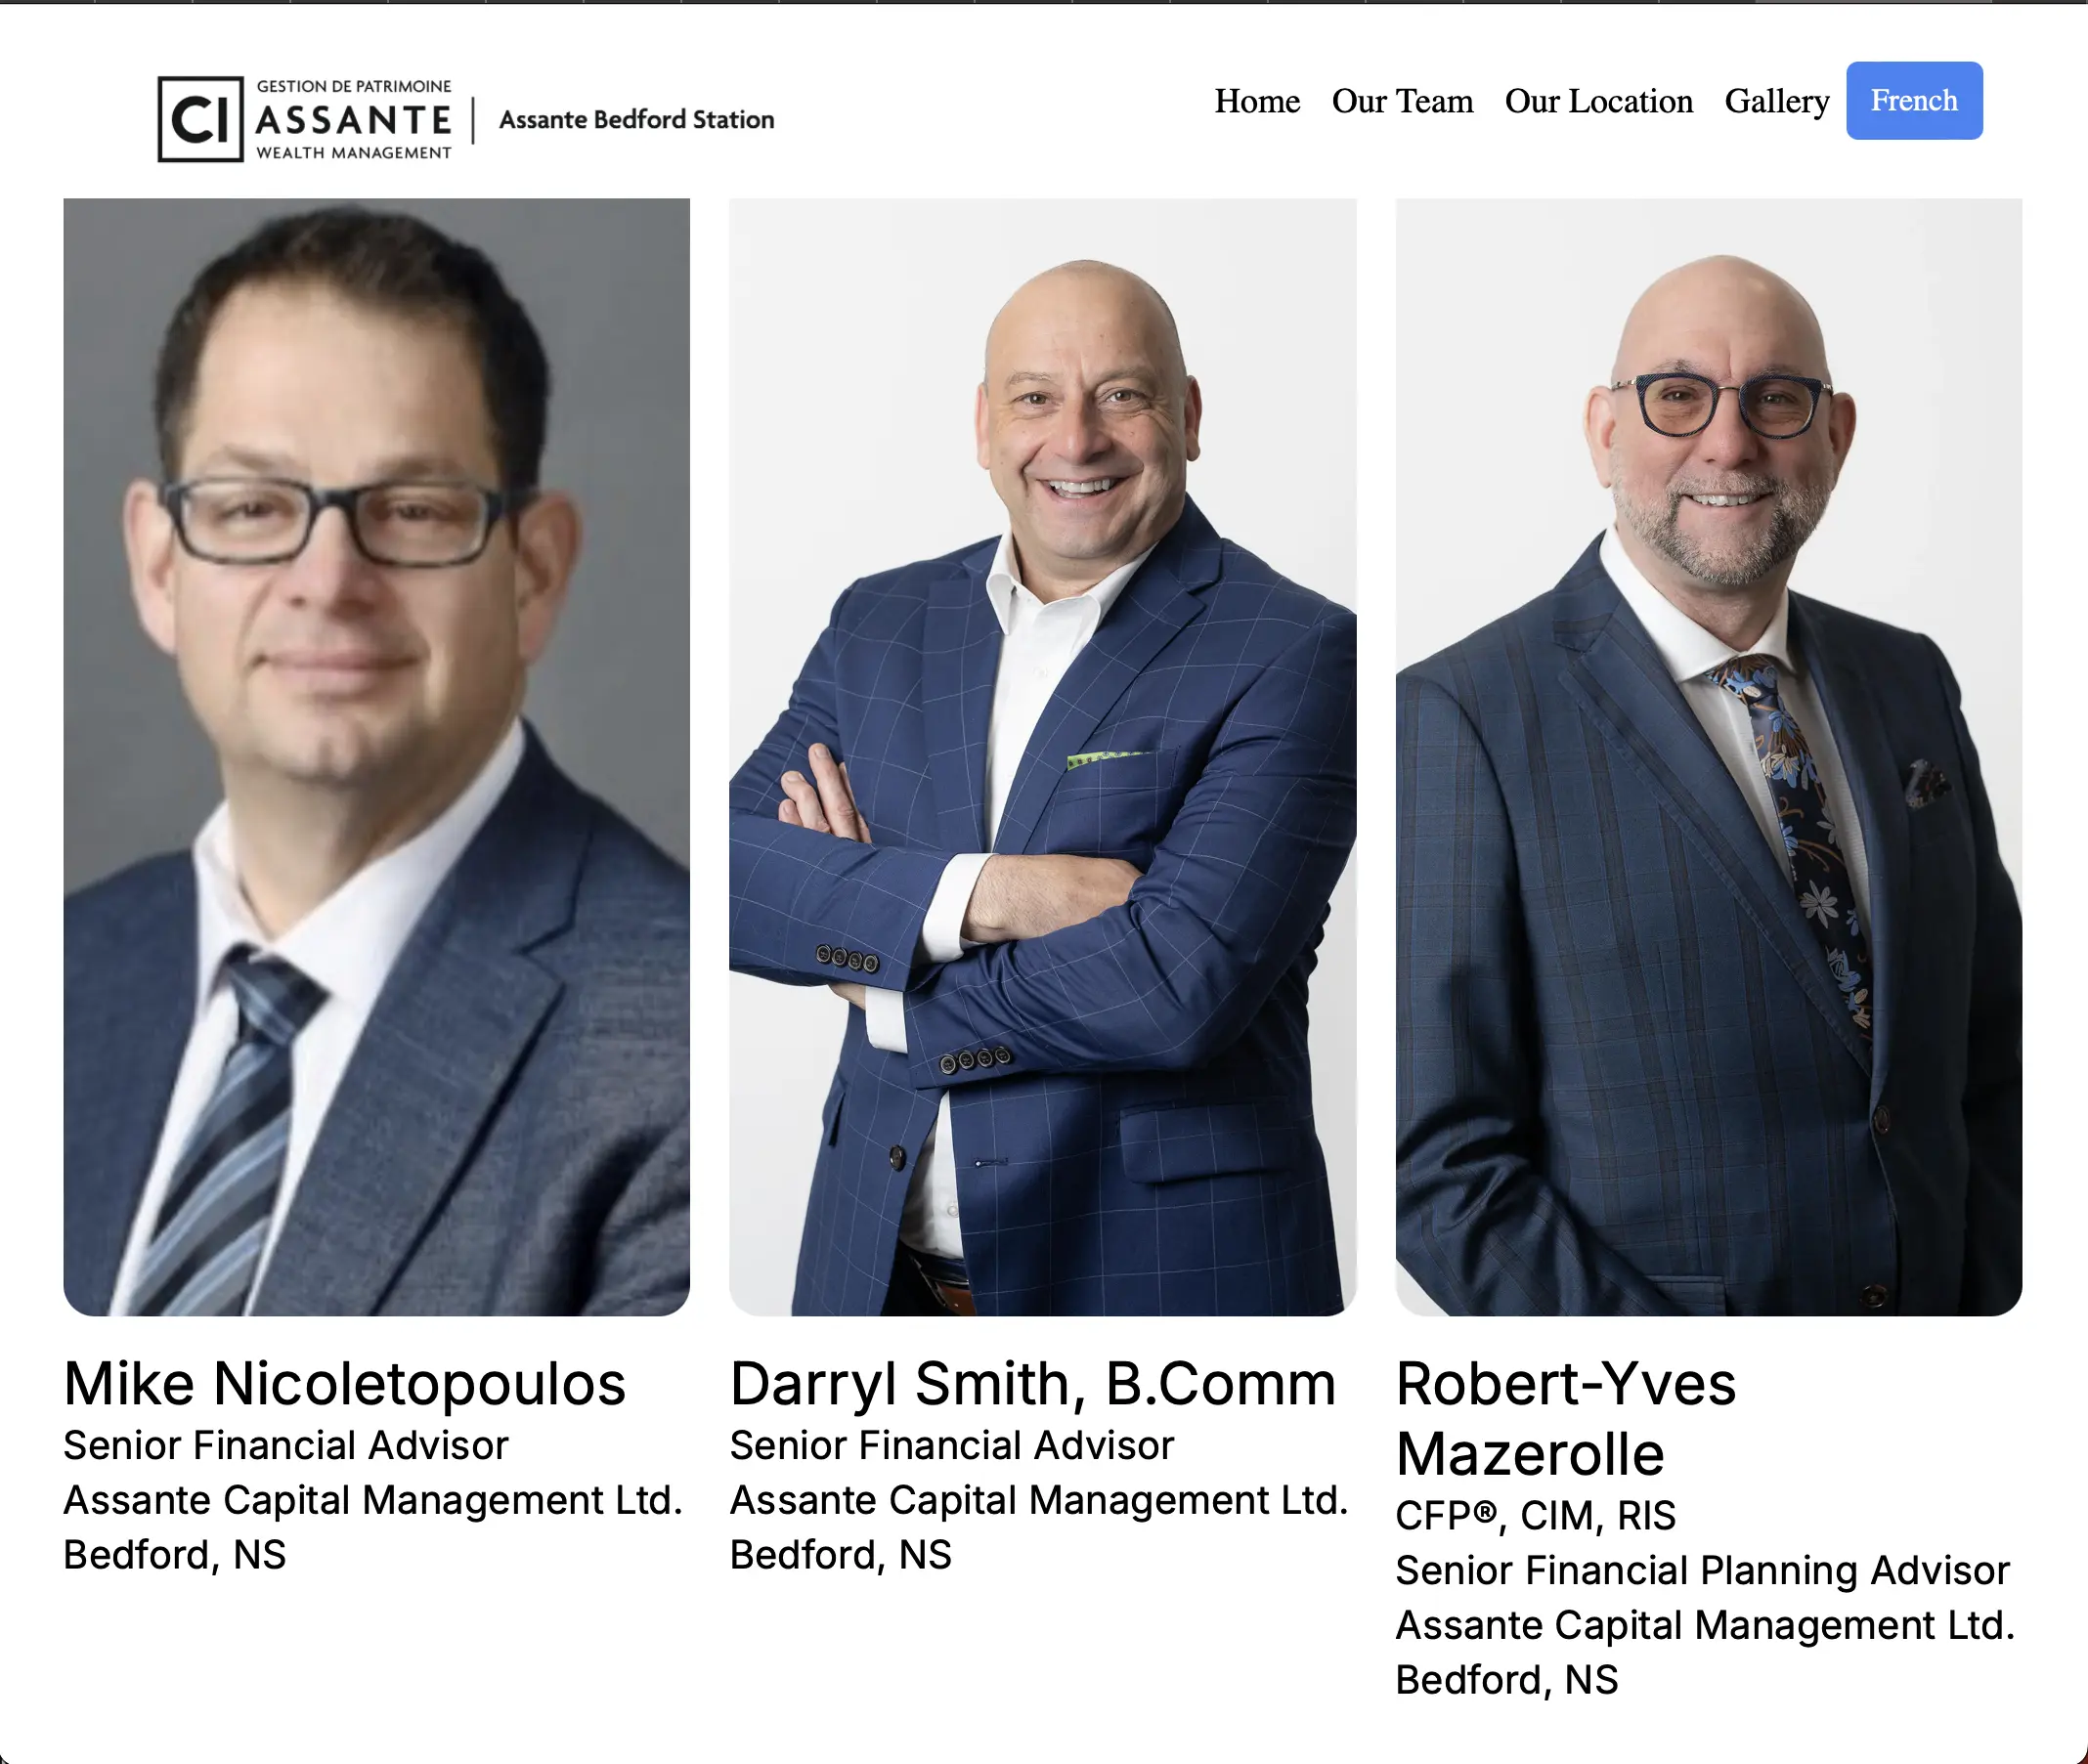 GESTION DE PATRIMOINE
CI ASSANTE
WEALTH MANAGEMENT
Assante Bedford Station
Home Our Team Our Location Gallery French
Mike Nicoletopoulos
Senior Financial Advisor
Assante Capital Management Ltd.
Bedford, NS
Darryl Smith, B.Comm
Senior Financial Advisor
Assante Capital Management Ltd.
Bedford, NS
Robert-Yves
Mazerolle
CFP®, CIM, RIS
Senior Financial Planning Advisor
Assante Capital Management Ltd.
Bedford, NS